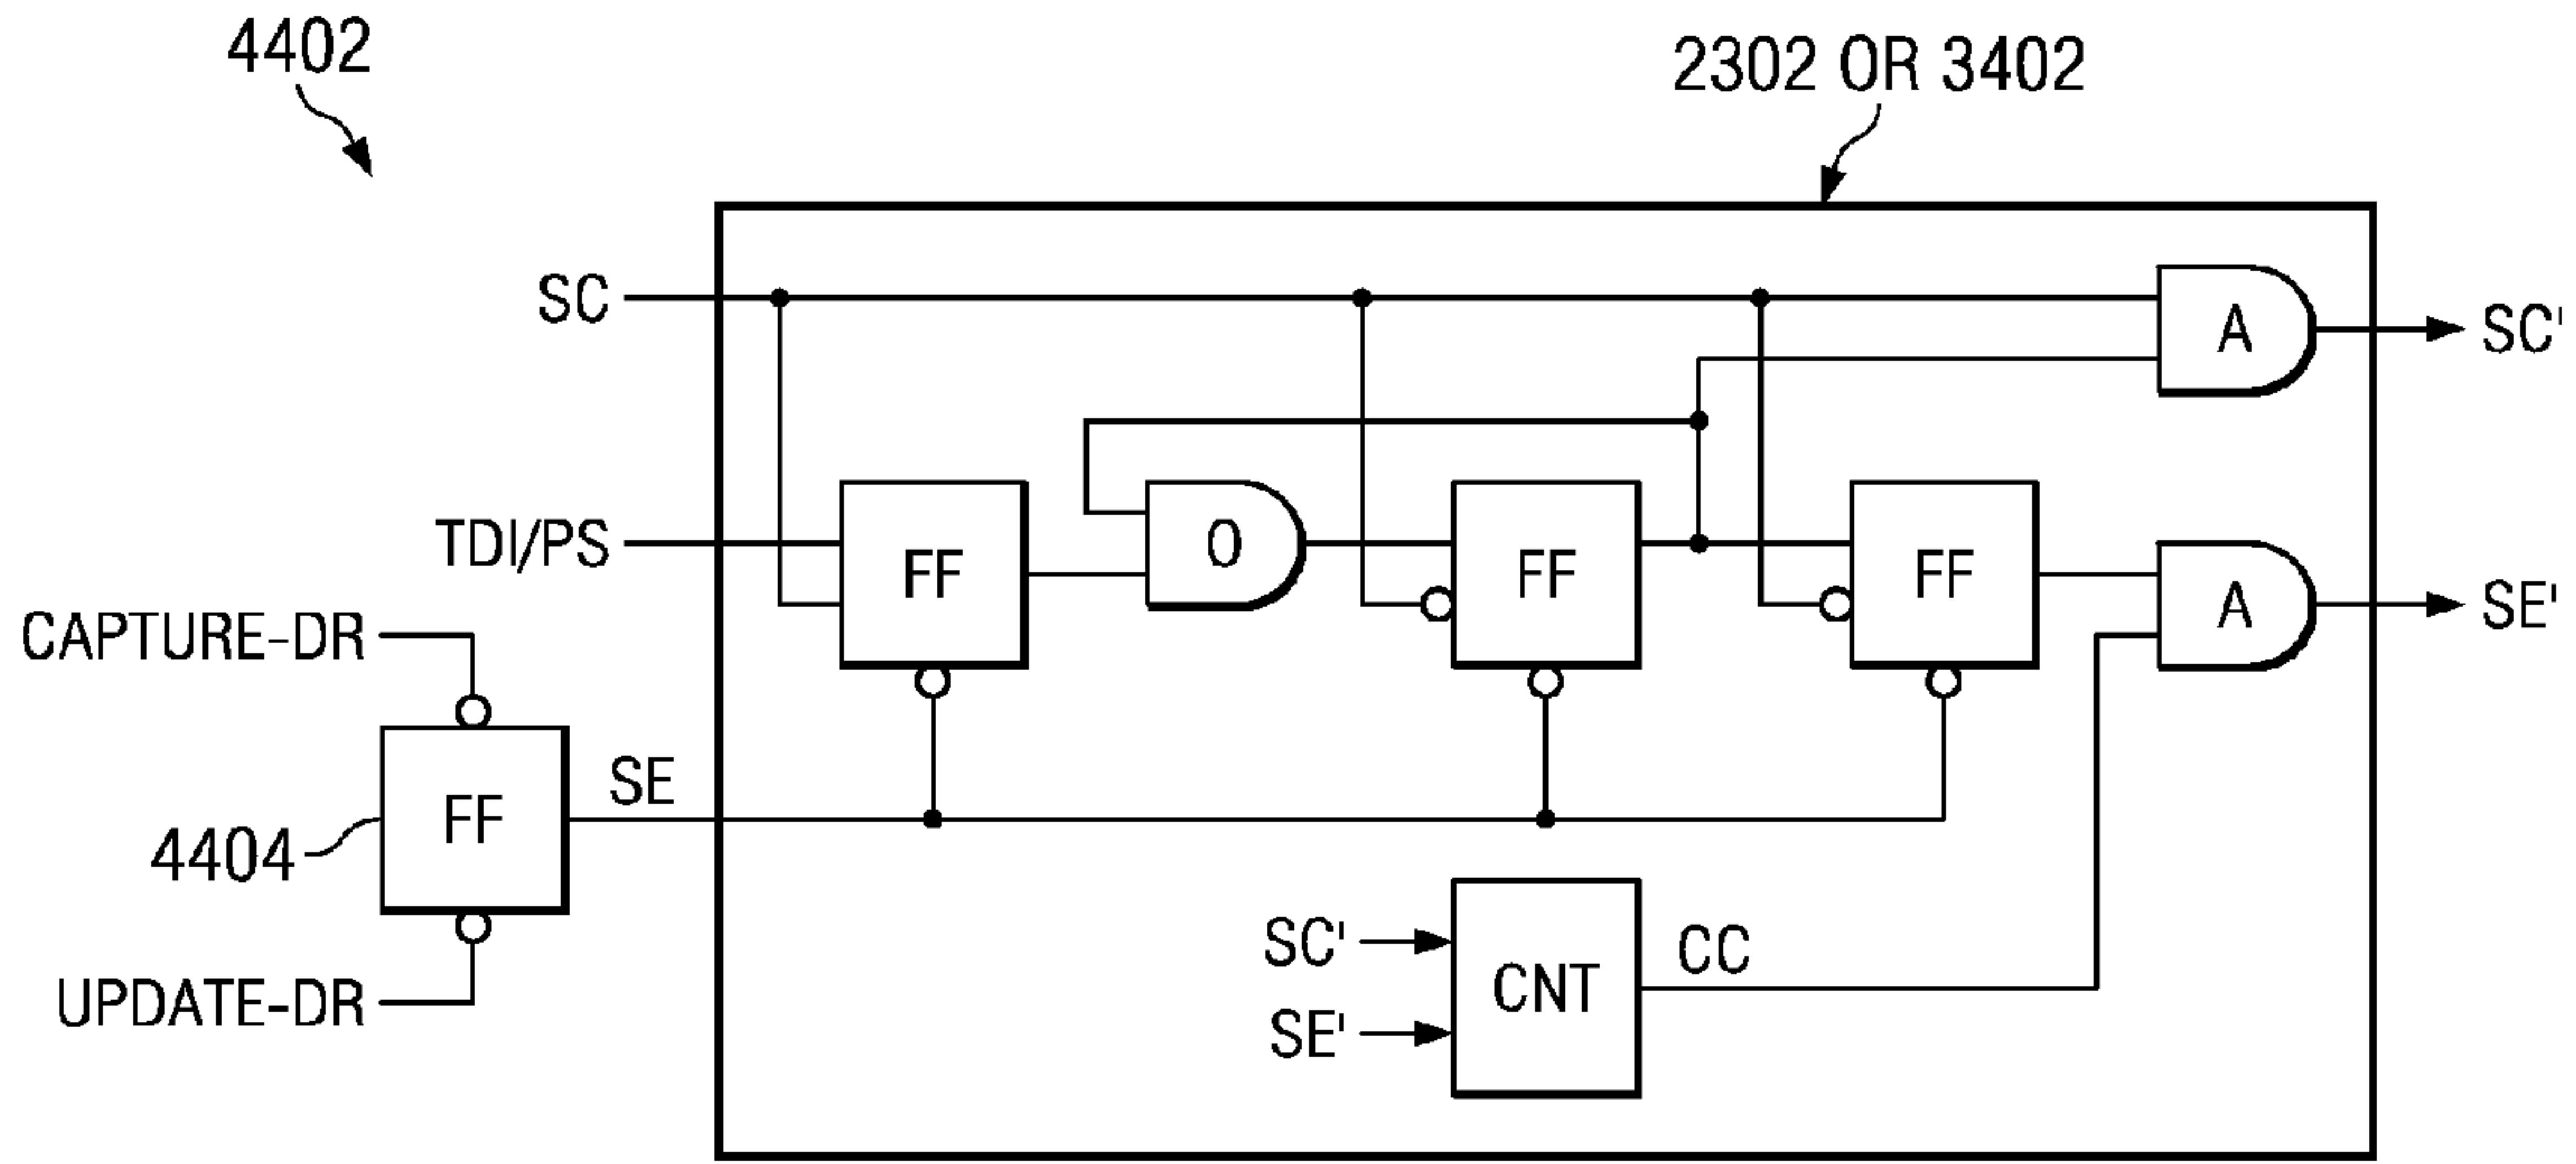 4402
2302 OR 3402
SC
A
SC'
TDI/PS
FF
O
FF
FF
A
SE'
CAPTURE-DR
FF
SE
4404
UPDATE-DR
SC'
SE'
CNT
CC